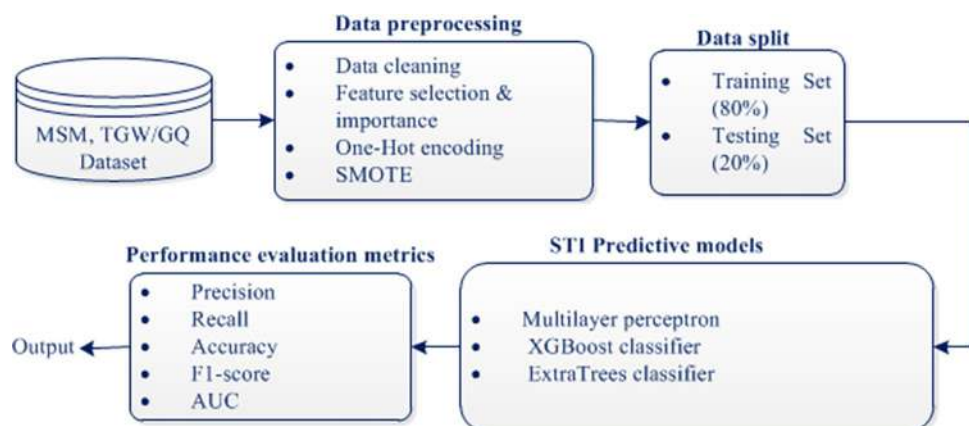 Data preprocessing
Data split
MSM, TGW/GQ
Dataset
• Data cleaning
• Feature selection &
importance
• One-Hot encoding
• SMOTE
• Training Set
(80%)
• Testing Set
(20%)
STI Predictive models
• Multilayer perceptron
• XGBoost classifier
• ExtraTrees classifier
Performance evaluation metrics
• Precision
• Recall
• Accuracy
• F1-score
• AUC
Output